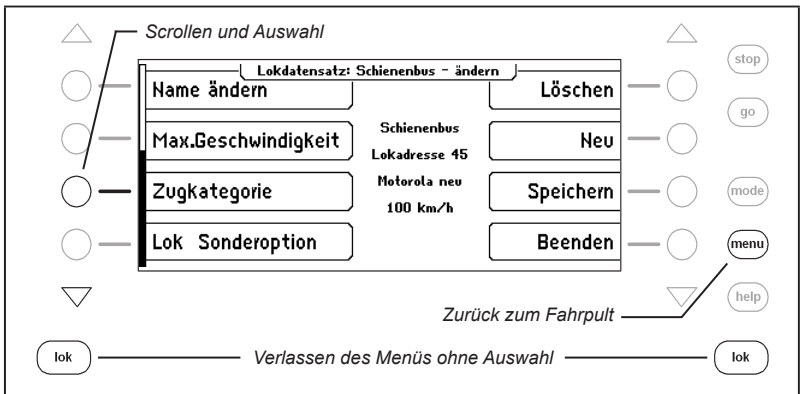 Scrollen und Auswahl
stop
Lokdatensatz: Schienenbus - ändern
Name ändern
Löschen
go
Max.Geschwindigkeit
Schienenbus
Lokadresse 45
Neu
Zugkategorie
Motorola neu
100 km/h
Speichern
mode
Lok Sonderoption
Beenden
menu
help
Zurück zum Fahrpult
lok
Verlassen des Menüs ohne Auswahl
lok